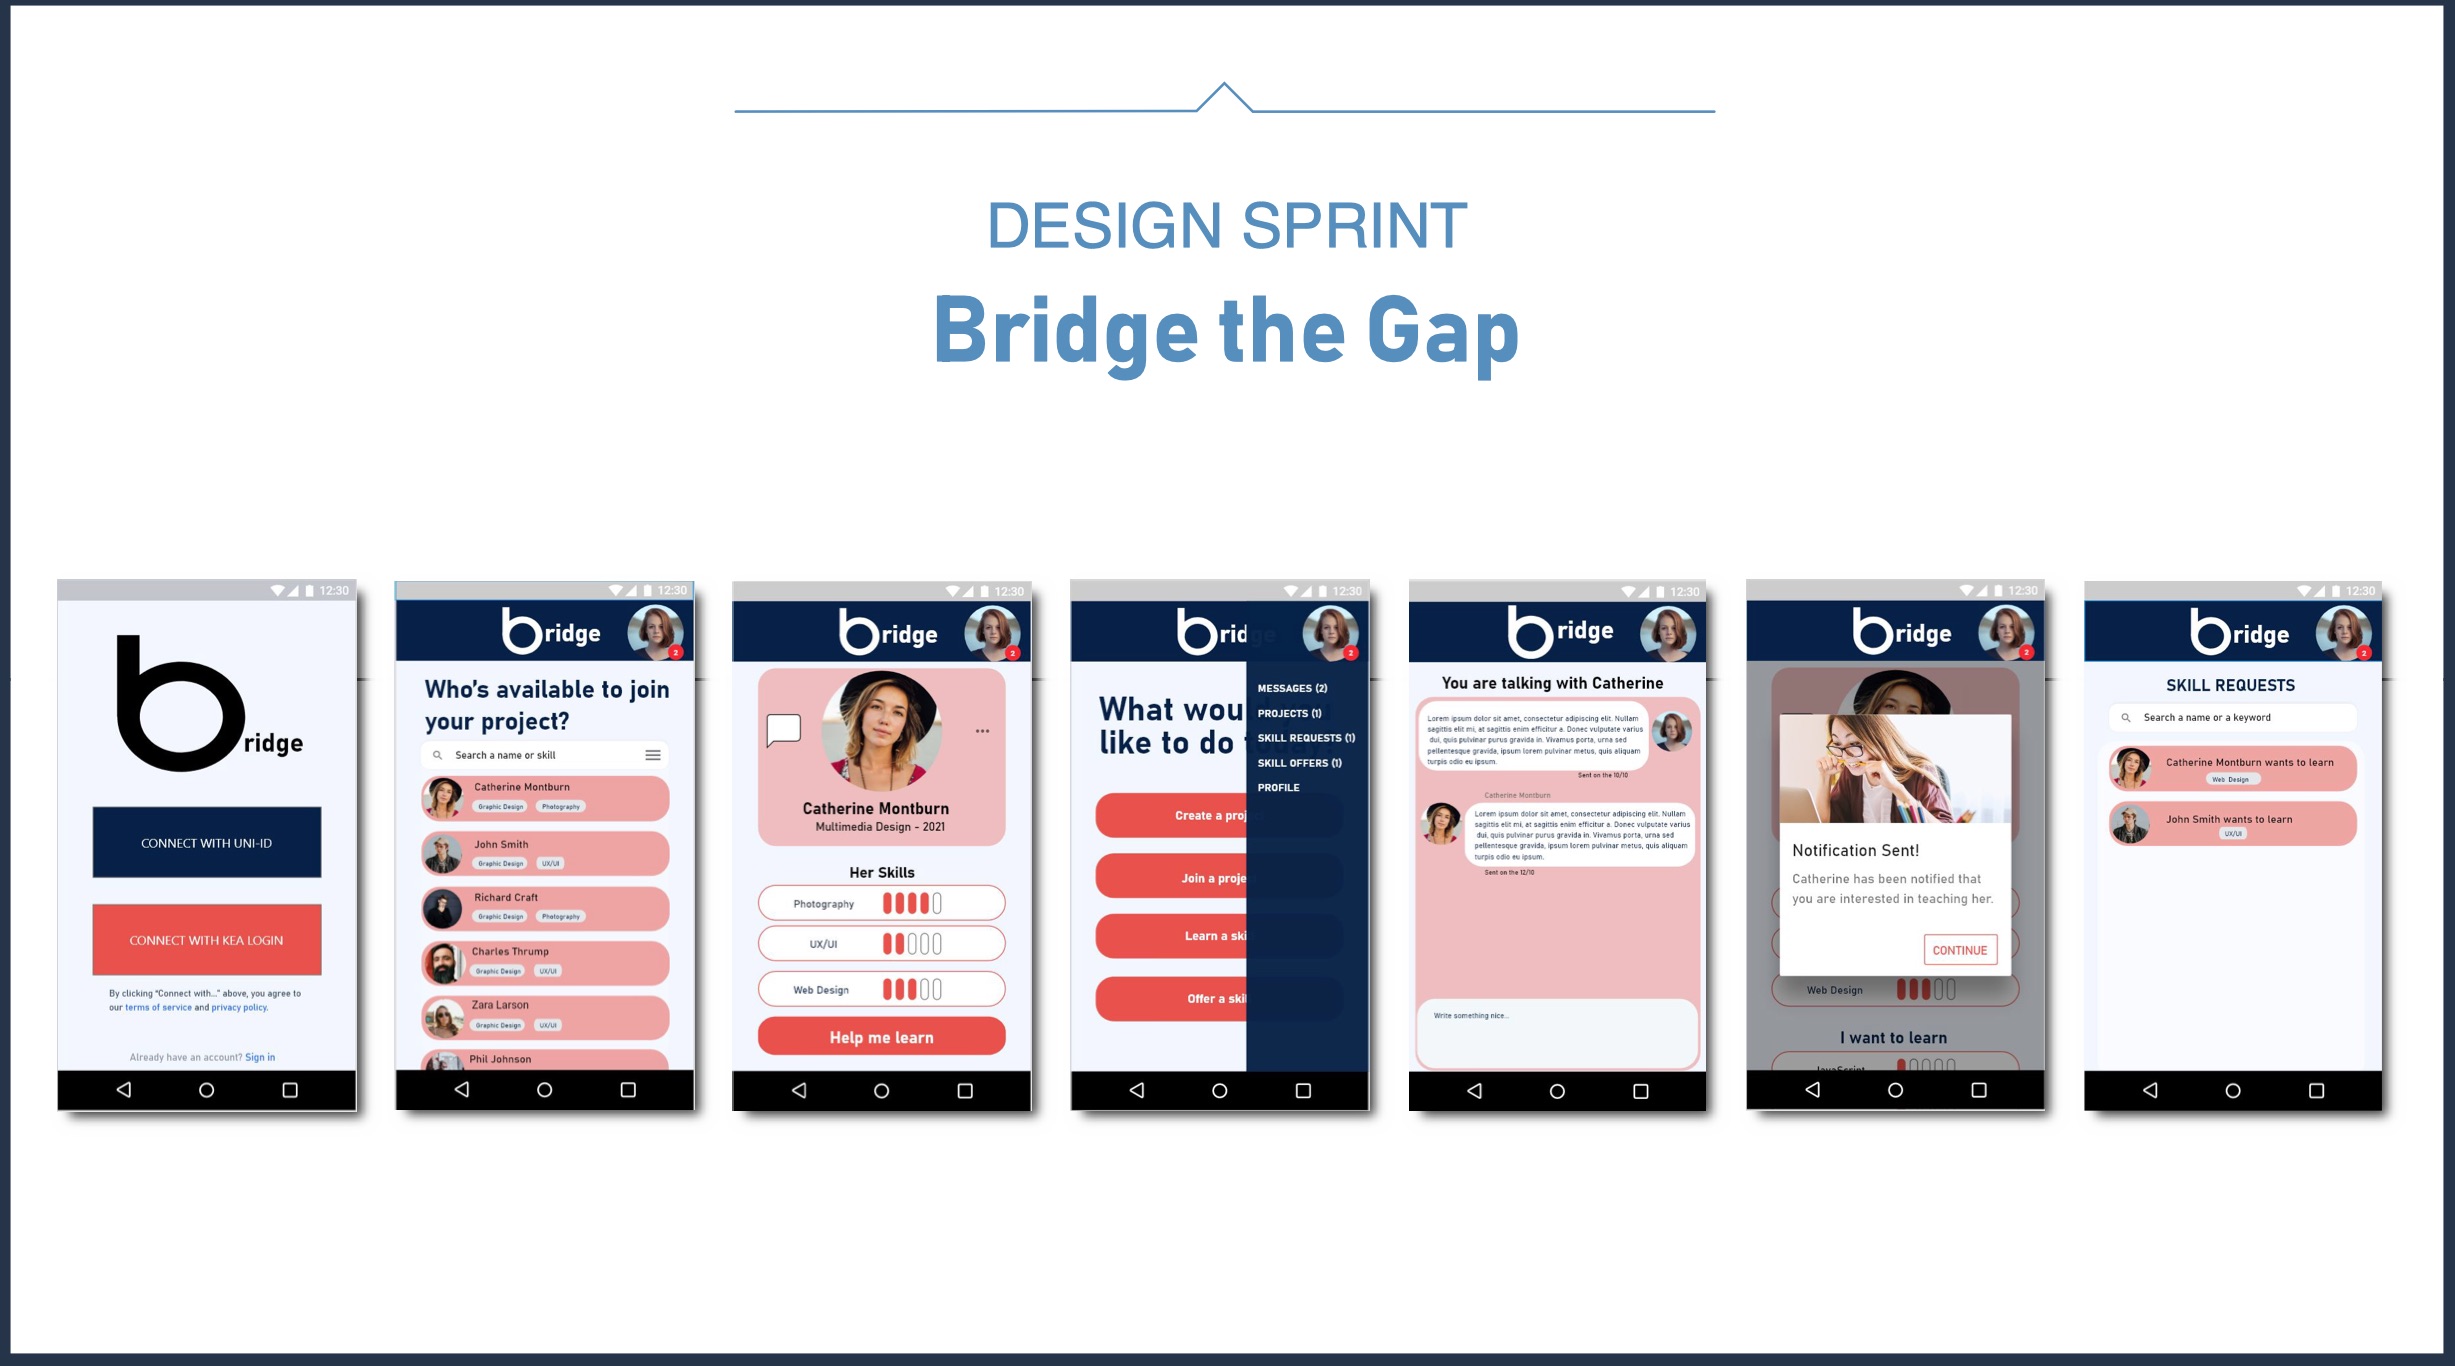 DESIGN SPRINT
Bridge the Gap
12:30
bridge
CONNECT WITH UNI-ID
CONNECT WITH KEA LOGIN
By clicking "Connect with..." above, you agree to
our terms of service and privacy policy.
Already have an account? Sign in
12:30
bridge
2
Who's available to join
your project?
Search a name or skill
Catherine Montburn
Graphic Design Photography
John Smith
Graphic Design UX/UI
Richard Craft
Graphic Design Photography
Charles Thrump
Graphic Design UX/UI
Zara Larson
Graphic Design UX/UI
Phil Johnson
12:30
bridge
2
Catherine Montburn
Multimedia Design - 2021
Her Skills
Photography
UX/UI
Web Design
Help me learn
12:30
bridge
2
What would you
like to do today?
Create a proj
Join a proje
Learn a ski
Offer a skil
MESSAGES (2)
PROJECTS (1)
SKILL REQUESTS (1)
SKILL OFFERS (1)
PROFILE
12:30
bridge
You are talking with Catherine
Lorem ipsum dolor sit amet, consectetur adipiscing elit. Nullam
sagittis elit mi, at sagittis enim efficitur a. Donec vulputate varius
dui, quis pulvinar purus gravida in. Vivamus porta, urna sed
pellentesque gravida, ipsum lorem pulvinar metus, quis aliquam
turpis odio eu ipsum.
Sent on the 10/10
Catherine Montburn
Lorem ipsum dolor sit amet, consectetur adipiscing elit. Nullam
sagittis elit mi, at sagittis enim efficitur a. Donec vulputate varius
dui, quis pulvinar purus gravida in. Vivamus porta, urna sed
pellentesque gravida, ipsum lorem pulvinar metus, quis aliquam
turpis odio eu ipsum.
Sent on the 12/10
Write something nice...
12:30
bridge
2
Notification Sent!
Catherine has been notified that
you are interested in teaching her.
CONTINUE
Web Design
I want to learn
JavaScript
12:30
bridge
2
SKILL REQUESTS
Search a name or a keyword
Catherine Montburn wants to learn
Web Design
John Smith wants to learn
UX/UI